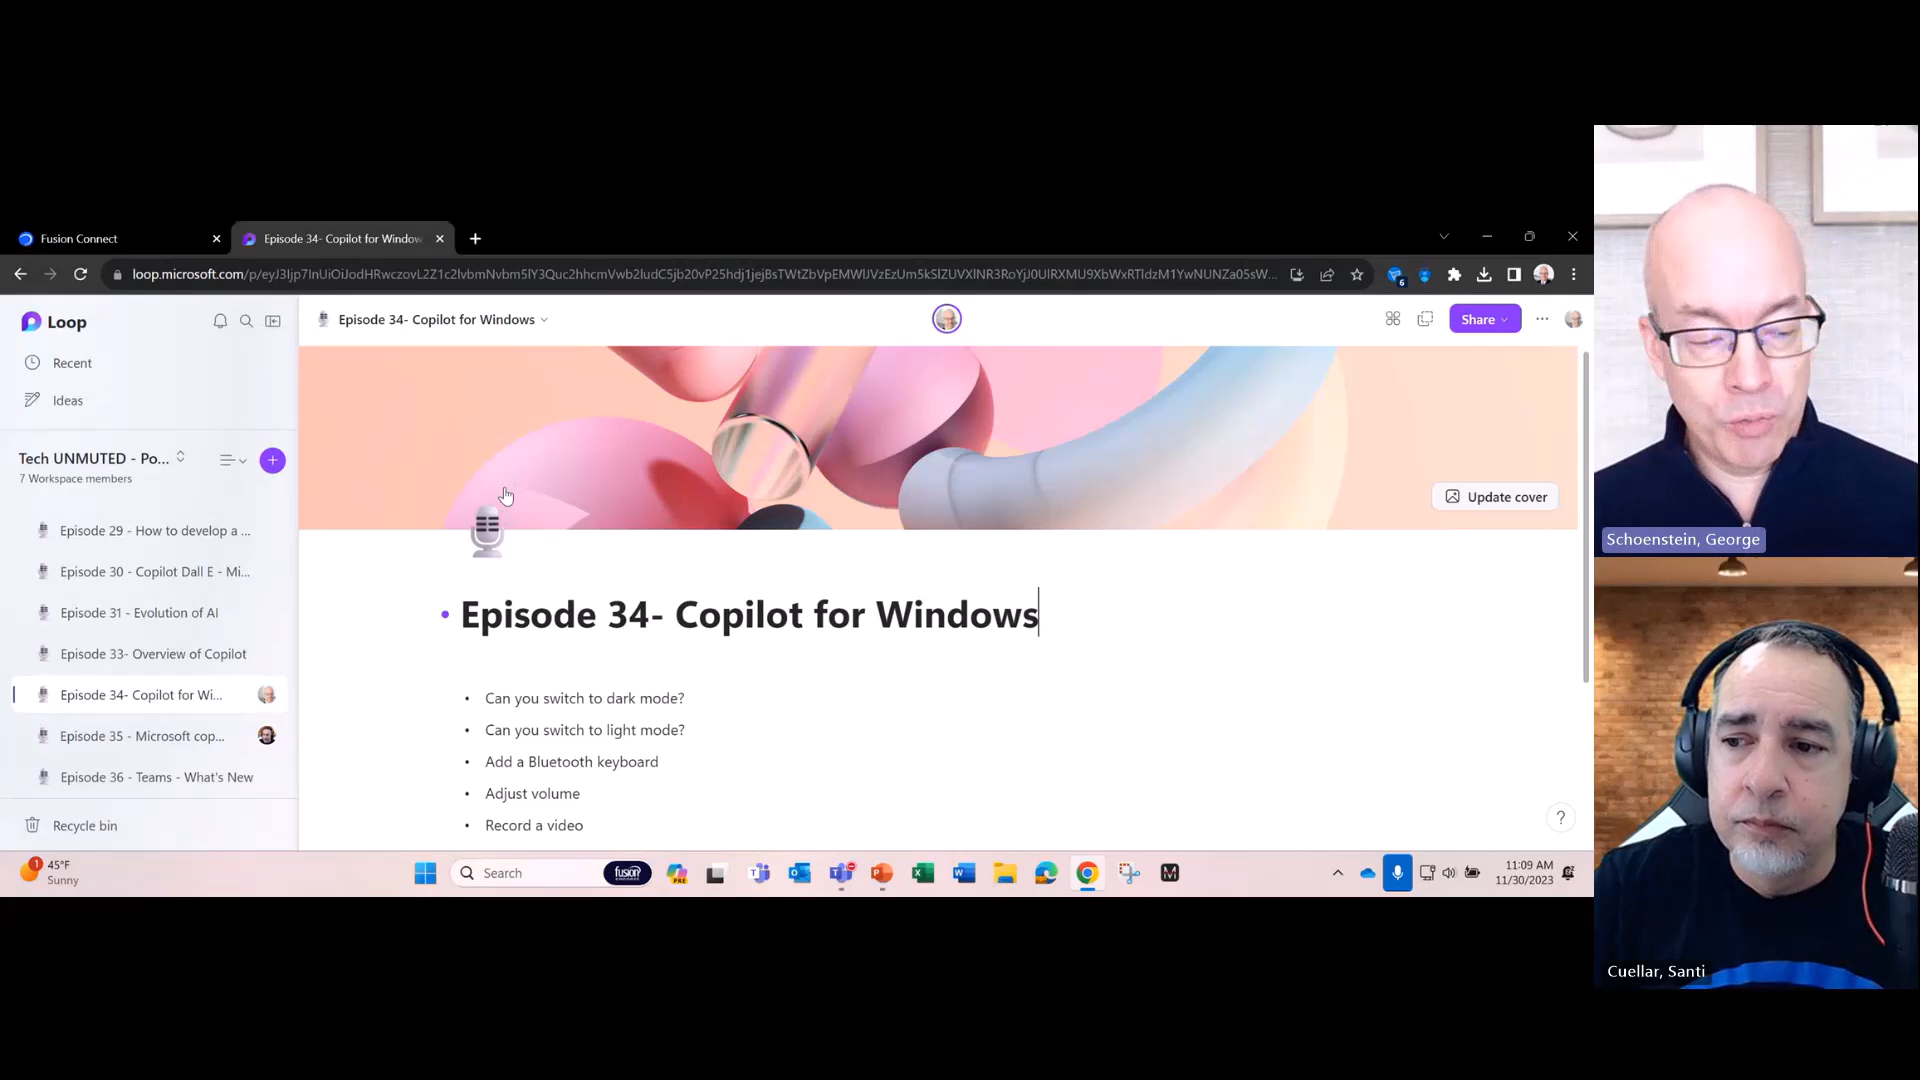 Fusion Connect
Episode 34- Copilot for Window
Loop
Recent
Ideas
Tech UNMUTED - Po...
7 Workspace members
Episode 29 - How to develop a ...
Episode 30 - Copilot Dall E - Mi...
Episode 31 - Evolution of AI
Episode 33- Overview of Copilot
Episode 34- Copilot for Wi...
Episode 35 - Microsoft cop...
Episode 36 - Teams - What's New
Recycle bin
Episode 34- Copilot for Windows
Share
Update cover
Episode 34- Copilot for Windows
• Can you switch to dark mode?
• Can you switch to light mode?
• Add a Bluetooth keyboard
• Adjust volume
• Record a video
?
1
45°F
Sunny
Search
fusion
PRE
11:09 AM
11/30/2023
6
Schoenstein, George
Cuellar, Santi